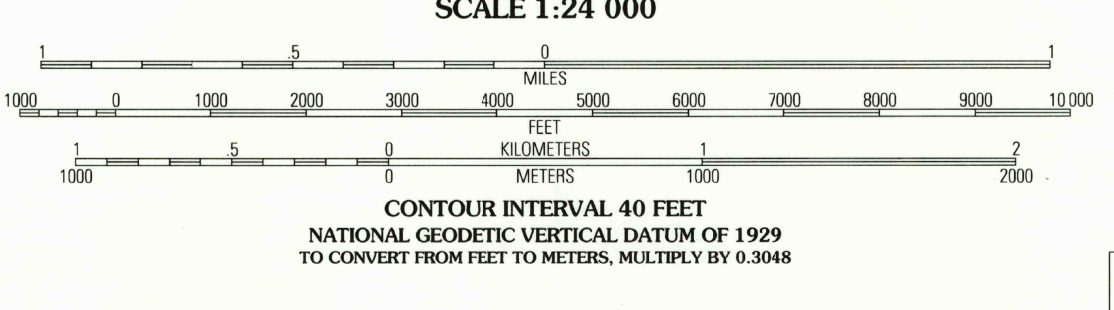 SCALE 1:24 000
1 .5 0 1
MILES
1000 0 1000 2000 3000 4000 5000 6000 7000 8000 9000 10 000
FEET
1 .5 0 KILOMETERS 1 2
1000 0 METERS 1000 2000
CONTOUR INTERVAL 40 FEET
NATIONAL GEODETIC VERTICAL DATUM OF 1929
TO CONVERT FROM FEET TO METERS, MULTIPLY BY 0.3048